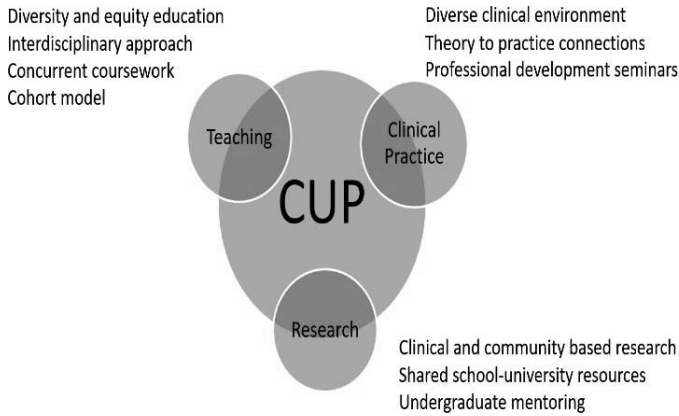 Diversity and equity education
Interdisciplinary approach
Concurrent coursework
Cohort model
Diverse clinical environment
Theory to practice connections
Professional development seminars
Teaching
Clinical
Practice
CUP
Research
Clinical and community based research
Shared school-university resources
Undergraduate mentoring